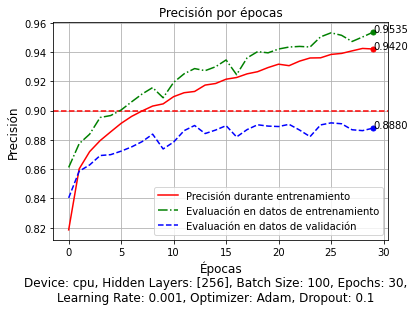 Precisión por épocas
0.96
0.94
0.92
0.90
0.88
0.86
0.84
0.82
Precisión
0.9535
0.9420
0.8880
Precisión durante entrenamiento
Evaluación en datos de entrenamiento
Evaluación en datos de validación
0 5 10 15 20 25 30
Épocas
Device: cpu, Hidden Layers: [256], Batch Size: 100, Epochs: 30,
Learning Rate: 0.001, Optimizer: Adam, Dropout: 0.1